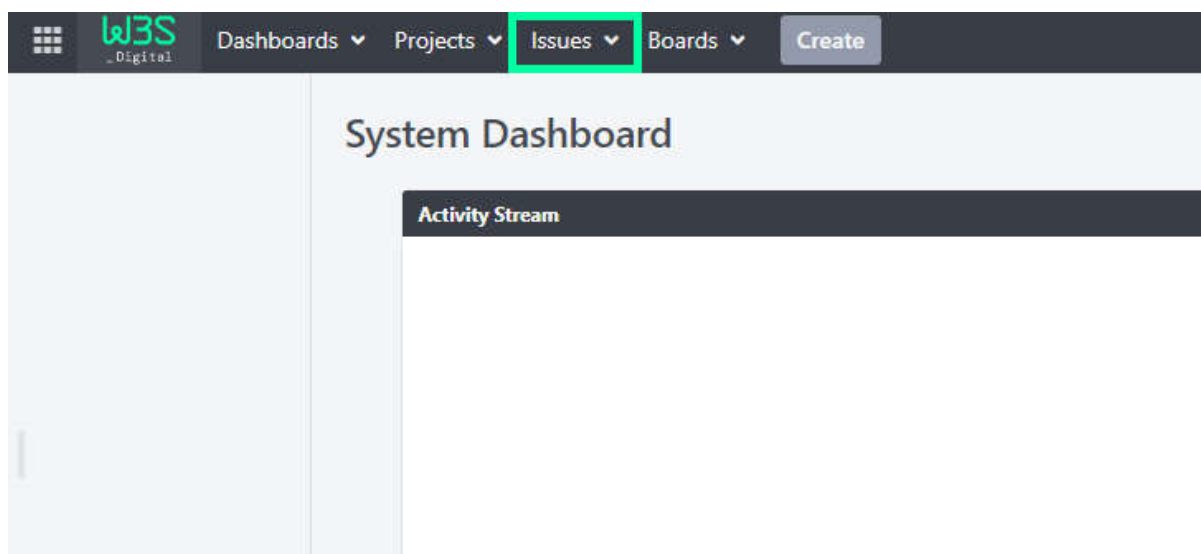 W3S
_Digital
Dashboards Projects Issues Boards Create
System Dashboard
Activity Stream